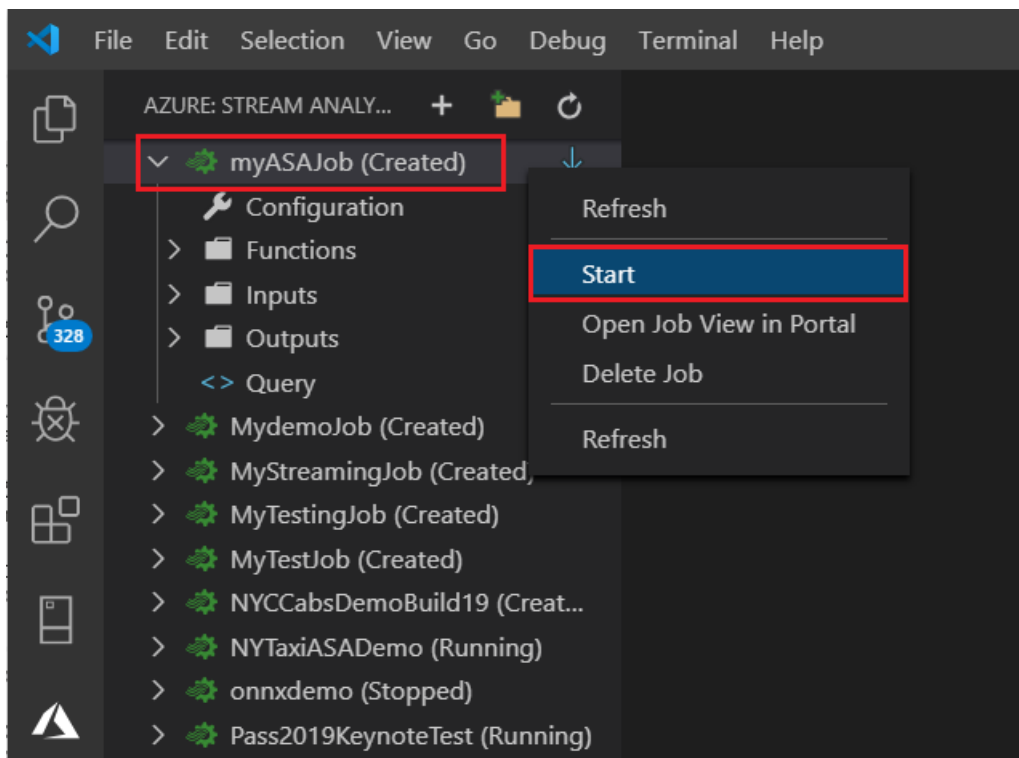 File Edit Selection View Go Debug Terminal Help
AZURE: STREAM ANALY...
myASAJob (Created)
Configuration
Functions
Inputs
Outputs
<> Query
MydemoJob (Created)
MyStreamingJob (Created)
MyTestingJob (Created)
MyTestJob (Created)
NYCCabsDemoBuild19 (Creat...
NYTaxiASADemo (Running)
onnxdemo (Stopped)
Pass2019KeynoteTest (Running)
328
Refresh
Start
Open Job View in Portal
Delete Job
Refresh